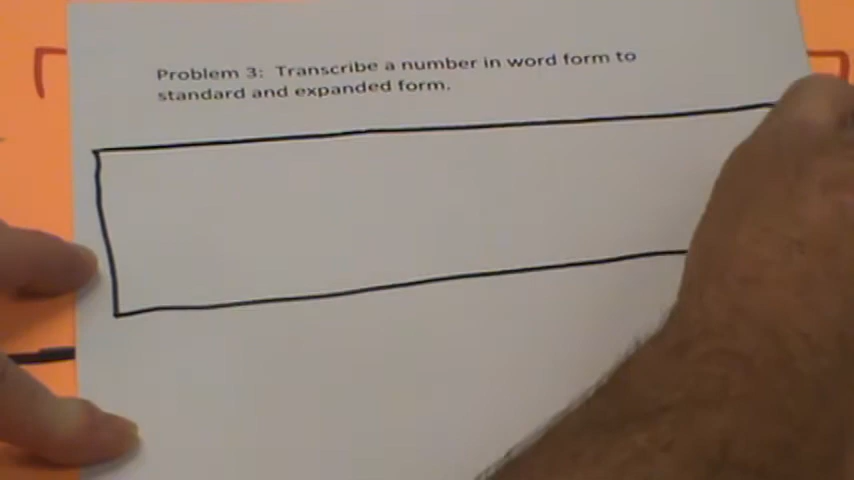 Problem 3: Transcribe a number in word form to
standard and expanded form.